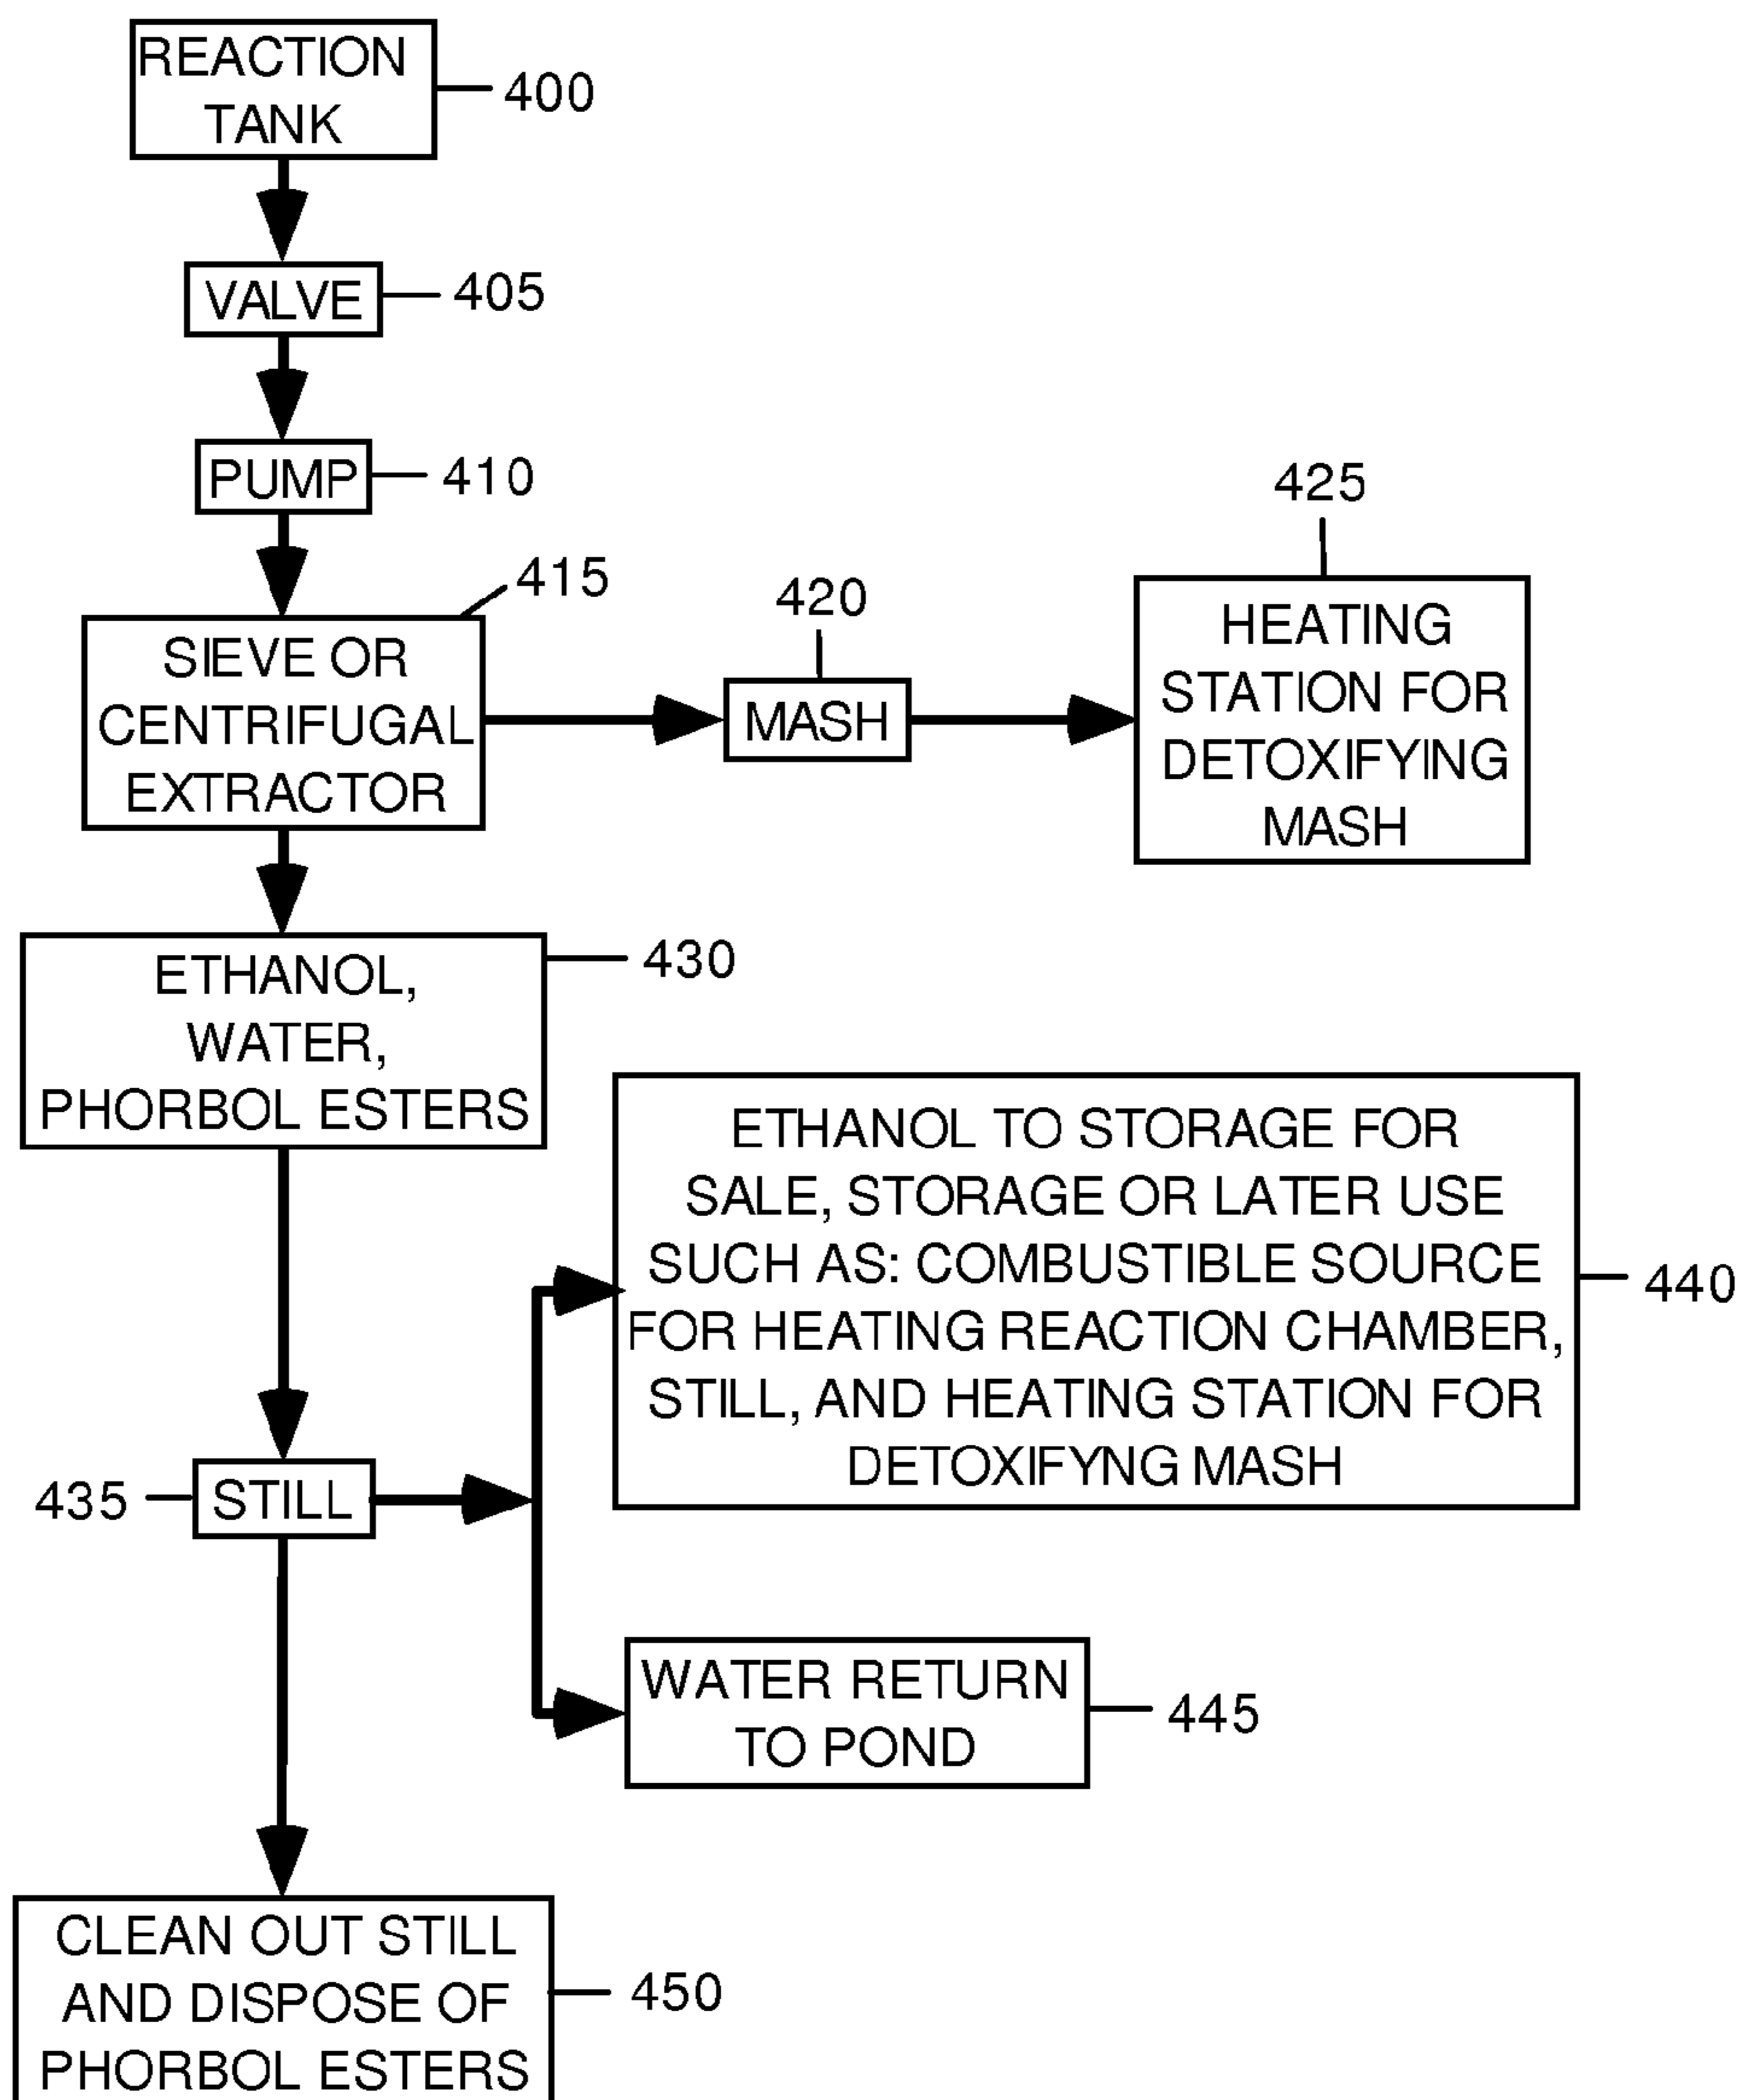 REACTION
TANK
400
VALVE
405
PUMP
410
415
SIEVE OR
CENTRIFUGAL
EXTRACTOR
420
MASH
425
HEATING
STATION FOR
DETOXIFYING
MASH
430
ETHANOL,
WATER,
PHORBOL ESTERS
ETHANOL TO STORAGE FOR
SALE, STORAGE OR LATER USE
SUCH AS: COMBUSTIBLE SOURCE
FOR HEATING REACTION CHAMBER,
STILL, AND HEATING STATION FOR
DETOXIFYNG MASH
440
435
STILL
WATER RETURN
TO POND
445
CLEAN OUT STILL
AND DISPOSE OF
PHORBOL ESTERS
450